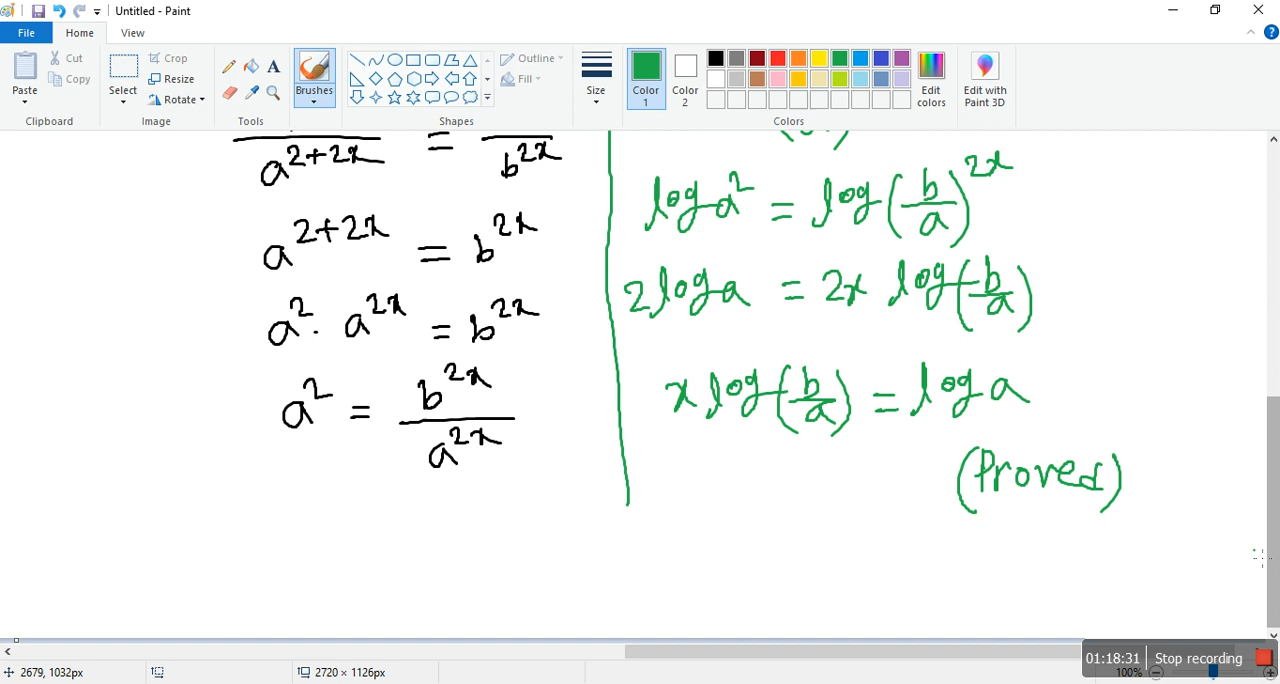 Untitled - Paint
File Home View
Paste Cut Copy
Select Crop Resize Rotate
Brushes
Outline Fill
Size
Color 1
Color 2
Edit colors
Edit with Paint 3D
Clipboard Image Tools Shapes Colors
a^{2+2x} = b^{2x}
a^{2+2x} = b^{2x}
a^2 . a^{2x} = b^{2x}
a^2 = b^{2x} / a^{2x}
log a^2 = log (b/a)^{2x}
2 log a = 2x log (b/a)
x log (b/a) = log a
(Proved)
01:18:31 Stop recording
2679, 1032px 2720 × 1126px 100%